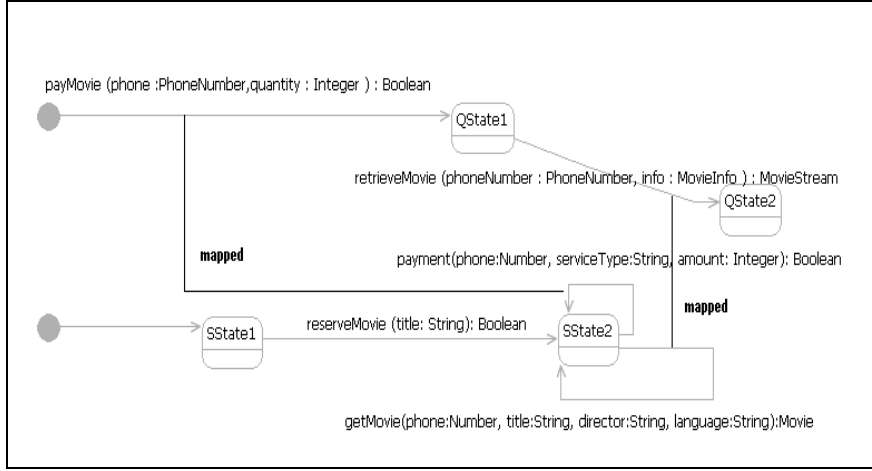 payMovie (phone :PhoneNumber,quantity : Integer ) : Boolean
QState1
retrieveMovie (phoneNumber : PhoneNumber, info : MovieInfo ) : MovieStream
QState2
mapped
payment(phone:Number, serviceType:String, amount: Integer): Boolean
mapped
SState1
reserveMovie (title: String): Boolean
SState2
getMovie(phone:Number, title:String, director:String, language:String):Movie